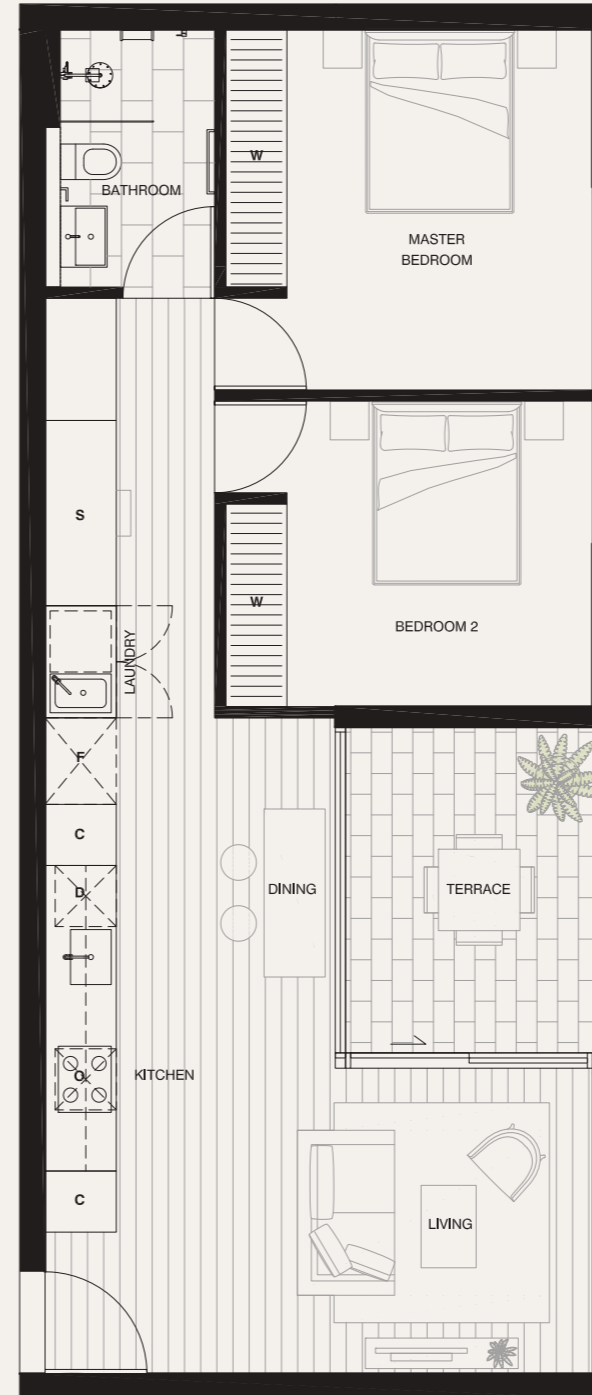 BATHROOM
W
MASTER
BEDROOM
S
W
BEDROOM 2
LAUNDRY
F
C
D
DINING
TERRACE
O
KITCHEN
C
LIVING